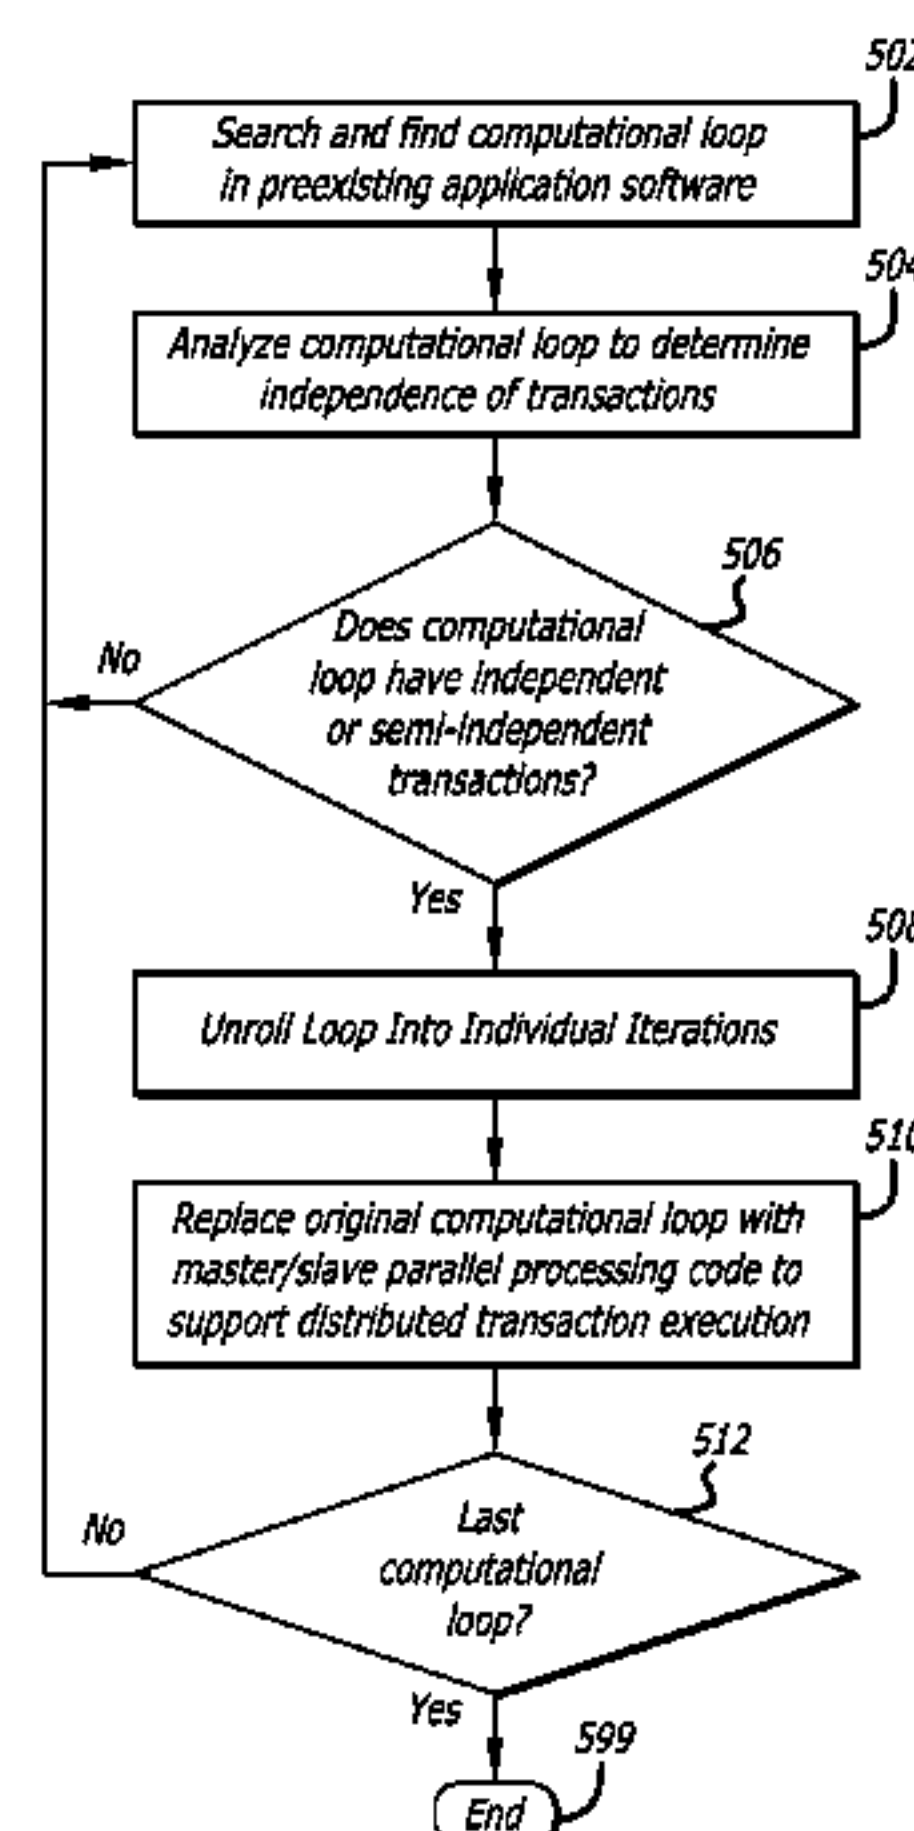 502
Search and find computational loop
in preexisting application software
504
Analyze computational loop to determine
independence of transactions
506
Does computational
loop have independent
or semi-independent
transactions?
No
Yes
508
Unroll Loop Into Individual Iterations
510
Replace original computational loop with
master/slave parallel processing code to
support distributed transaction execution
512
Last
computational
loop?
No
Yes
599
End